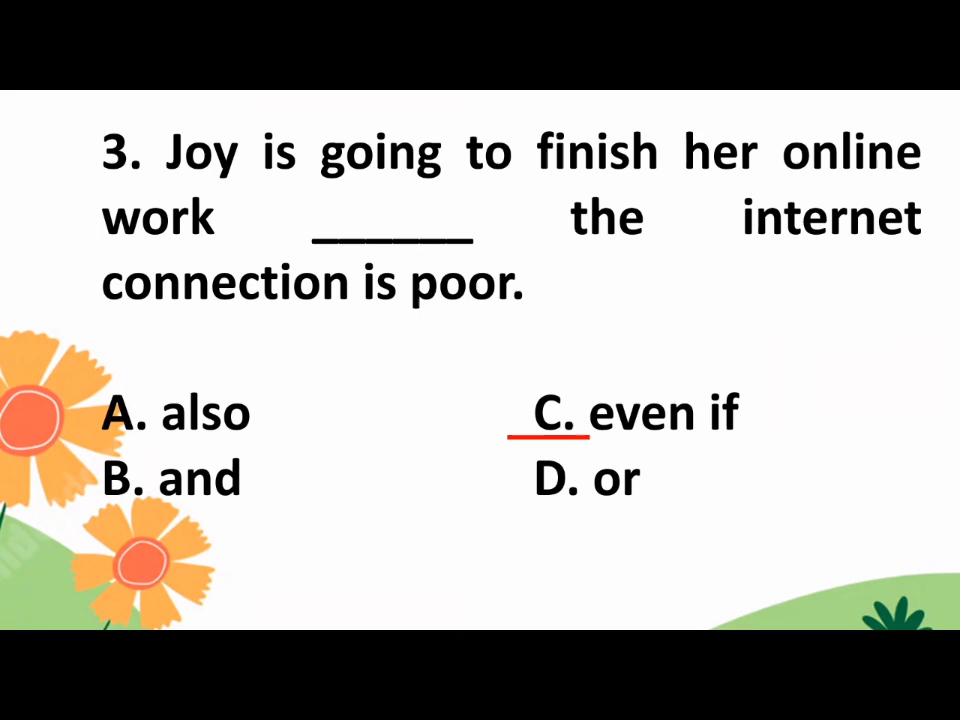 3. Joy is going to finish her online
work ______ the internet
connection is poor.
A. also
B. and
C. even if
D. or